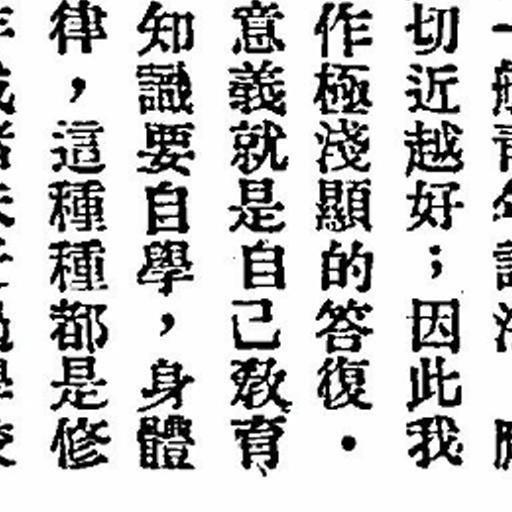 切近越好；因此我
作極淺顯的答復．
意義就是自己敎育
知識要自學，身體
律，這種種都是修